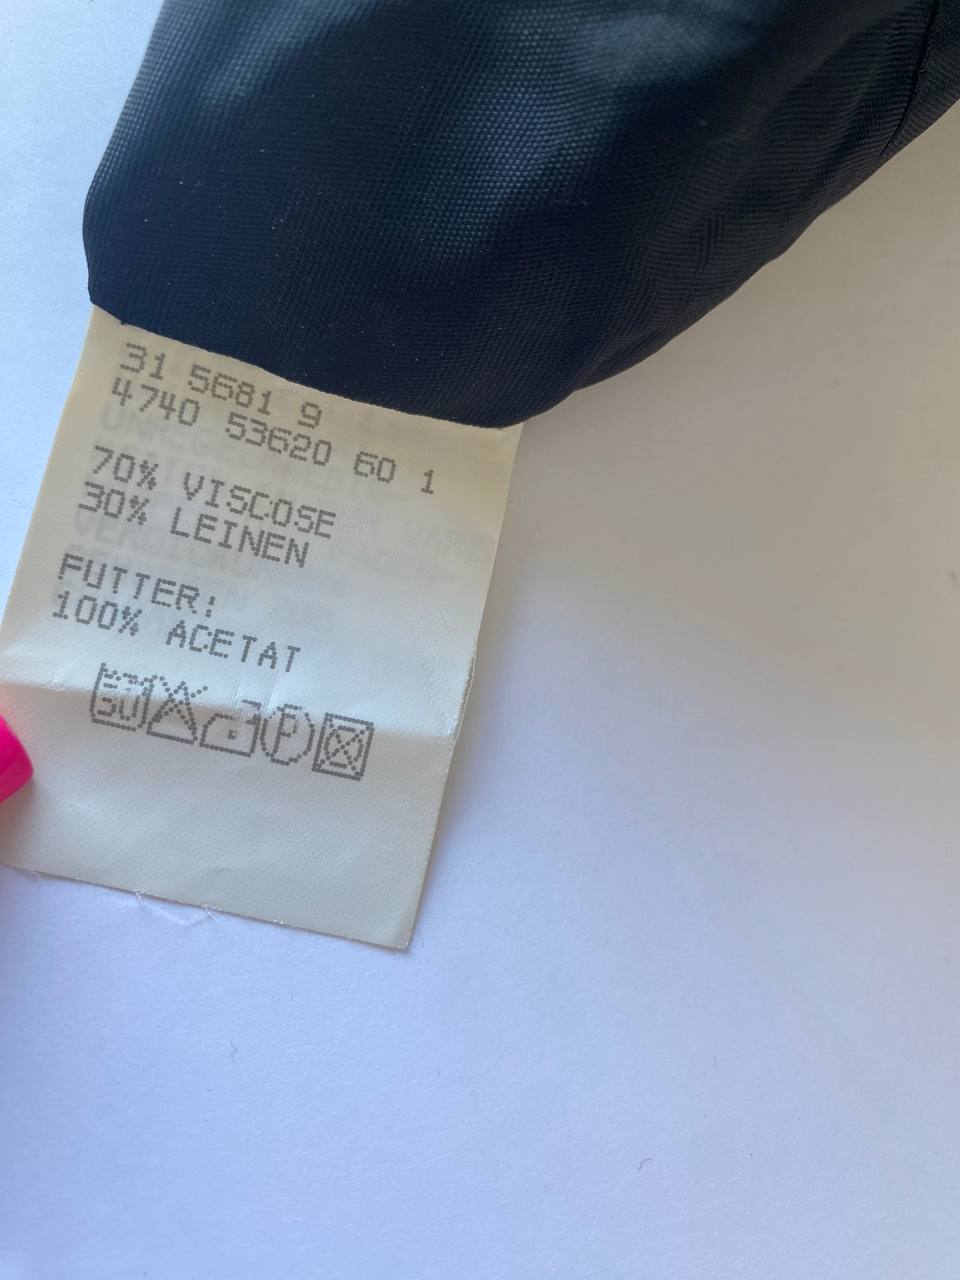 31 5681 9
4740 53620 60 1
70% VISCOSE
30% LEINEN
FUTTER:
100% ACETAT
P